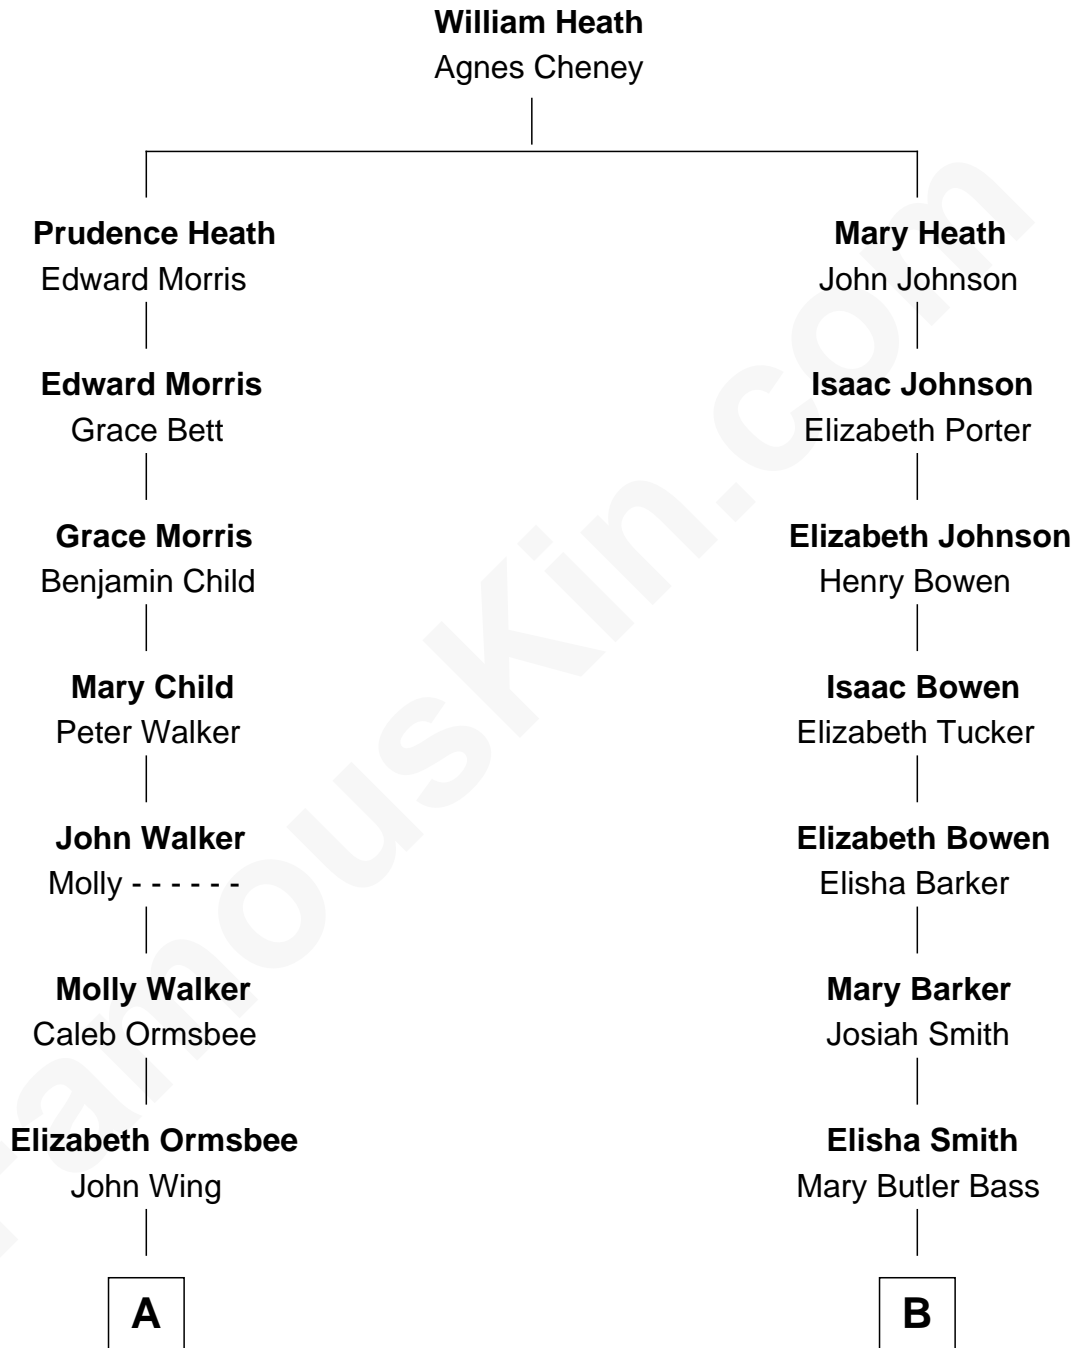 William Heath
Agnes Cheney
Prudence Heath
Edward Morris
Mary Heath
John Johnson
Edward Morris
Grace Bett
Isaac Johnson
Elizabeth Porter
Grace Morris
Benjamin Child
Elizabeth Johnson
Henry Bowen
Mary Child
Peter Walker
Isaac Bowen
Elizabeth Tucker
John Walker
Molly - - - - - -
Elizabeth Bowen
Elisha Barker
Molly Walker
Caleb Ormsbee
Mary Barker
Josiah Smith
Elizabeth Ormsbee
John Wing
Elisha Smith
Mary Butler Bass
A
B
FamousKin.com